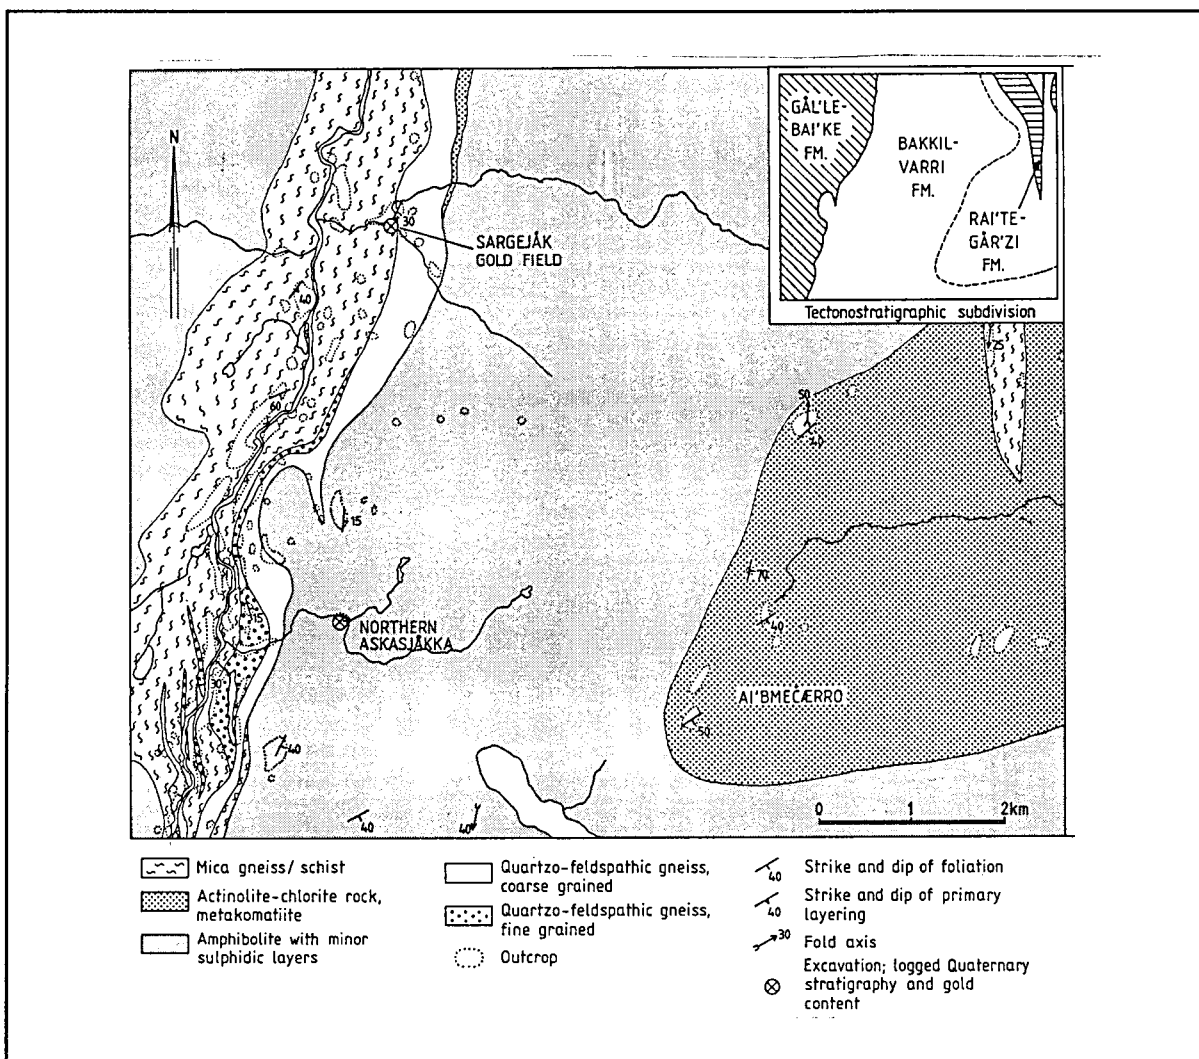 N
GÅL'LE-
BAI'KE
FM.
BAKKIL-
VARRI
FM.
RAI'TE-
GÅR'ZI
FM.
Tectonostratigraphic subdivision
30
SARGEJÅK
GOLD FIELD
40
25
50
40
60
15
70
15
NORTHERN
ASKASJÅKKA
40
30
AI'BMEČÆRRO
50
40
40
40
0 1 2km
Mica gneiss/ schist
Actinolite-chlorite rock,
metakomatiite
Amphibolite with minor
sulphidic layers
Quartzo-feldspathic gneiss,
coarse grained
Quartzo-feldspathic gneiss,
fine grained
Outcrop
40
Strike and dip of foliation
40
Strike and dip of primary
layering
30
Fold axis
Excavation; logged Quaternary
stratigraphy and gold
content